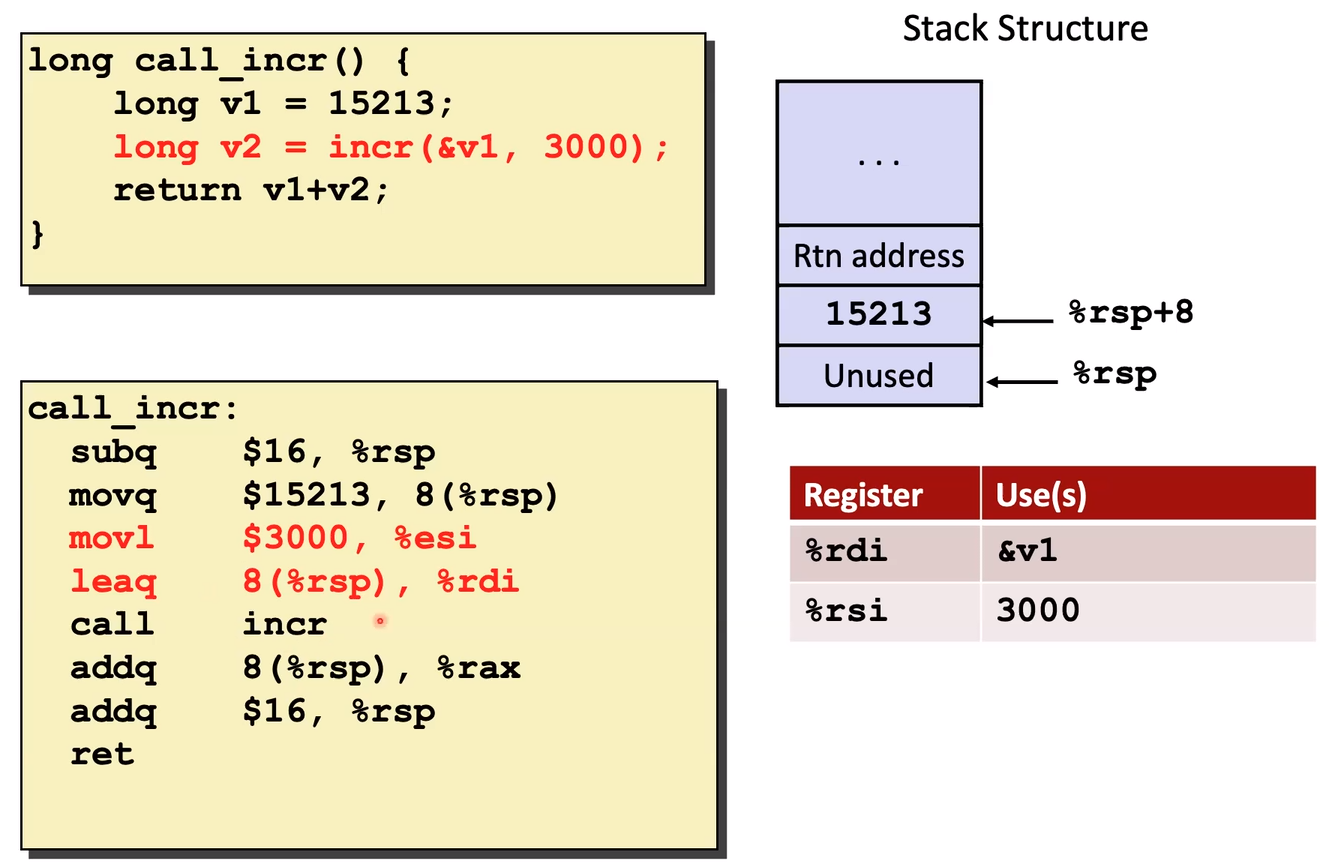 long call_incr() {
    long v1 = 15213;
    long v2 = incr(&v1, 3000);
    return v1+v2;
}
call_incr:
  subq    $16, %rsp
  movq    $15213, 8(%rsp)
  movl    $3000, %esi
  leaq    8(%rsp), %rdi
  call    incr
  addq    8(%rsp), %rax
  addq    $16, %rsp
  ret
Stack Structure
...
Rtn address
15213 %rsp+8
Unused %rsp
Register Use(s)
%rdi &v1
%rsi 3000